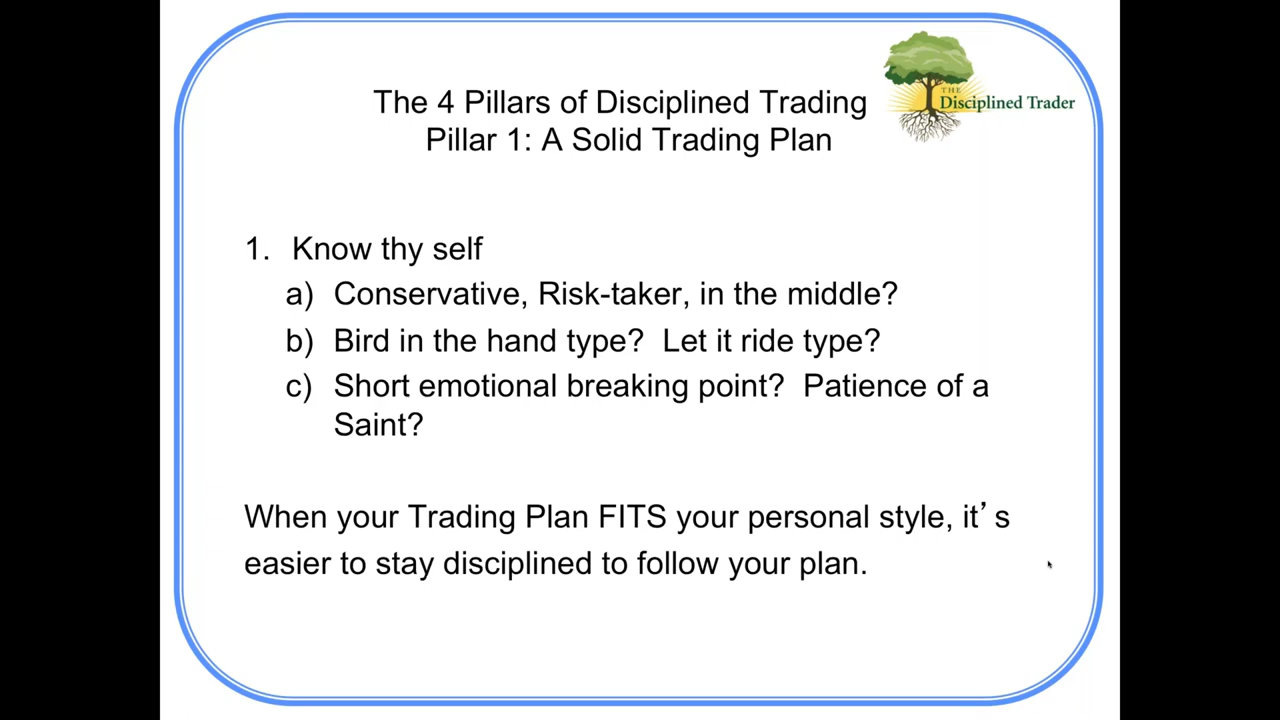 The 4 Pillars of Disciplined Trading
Pillar 1: A Solid Trading Plan
THE
Disciplined Trader
1. Know thy self
a) Conservative, Risk-taker, in the middle?
b) Bird in the hand type?  Let it ride type?
c) Short emotional breaking point?  Patience of a
Saint?
When your Trading Plan FITS your personal style, it’s
easier to stay disciplined to follow your plan.